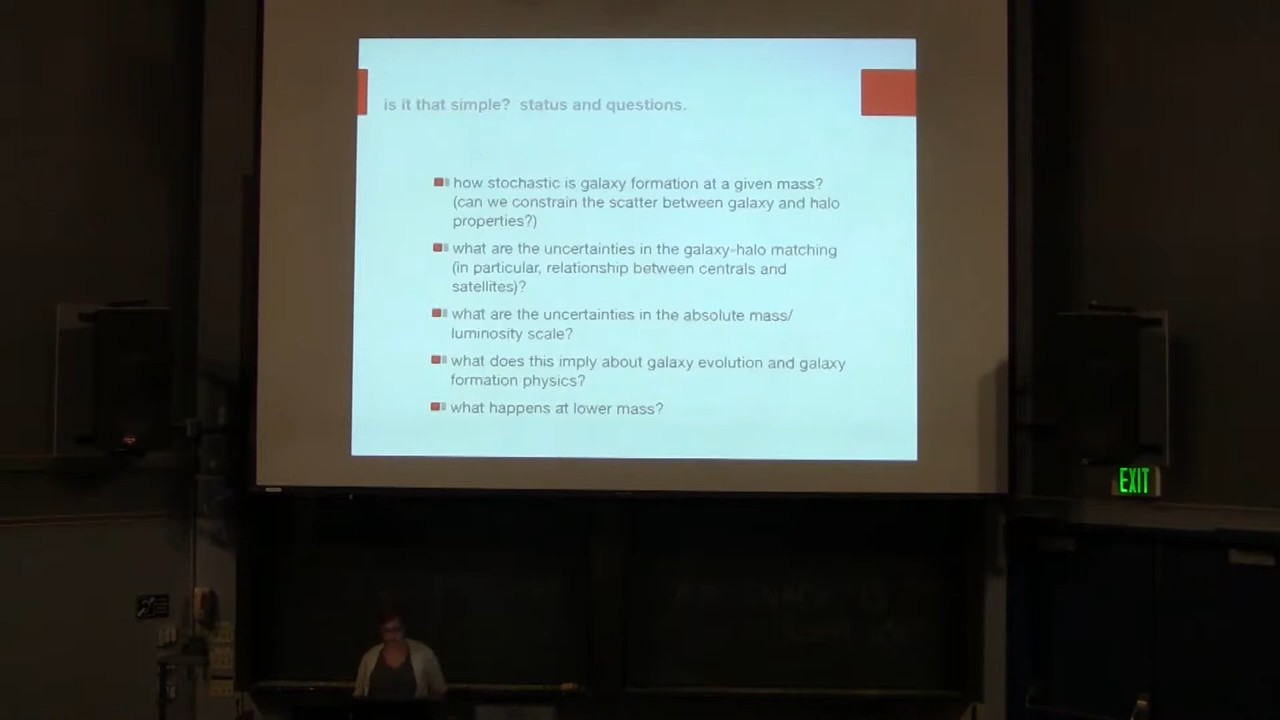 is it that simple? status and questions.
how stochastic is galaxy formation at a given mass?
(can we constrain the scatter between galaxy and halo
properties?)
what are the uncertainties in the galaxy-halo matching
(in particular, relationship between centrals and
satellites)?
what are the uncertainties in the absolute mass/
luminosity scale?
what does this imply about galaxy evolution and galaxy
formation physics?
what happens at lower mass?
EXIT